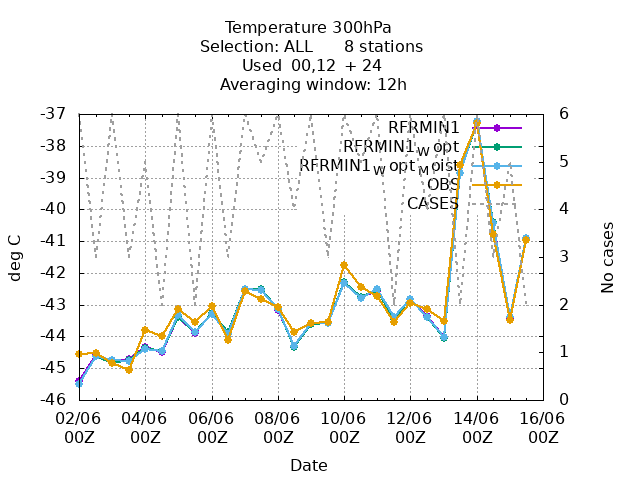 Temperature 300hPa
Selection: ALL 8 stations
Used 00,12 + 24
Averaging window: 12h
RFRMIN1
RFRMIN1_W opt
RFRMIN1_W opt_M oist
OBS
CASES
-37
-38
-39
-40
-41
-42
-43
-44
-45
-46
6
5
4
3
2
1
0
deg C
No cases
02/06 04/06 06/06 08/06 10/06 12/06 14/06 16/06
00Z 00Z 00Z 00Z 00Z 00Z 00Z 00Z
Date